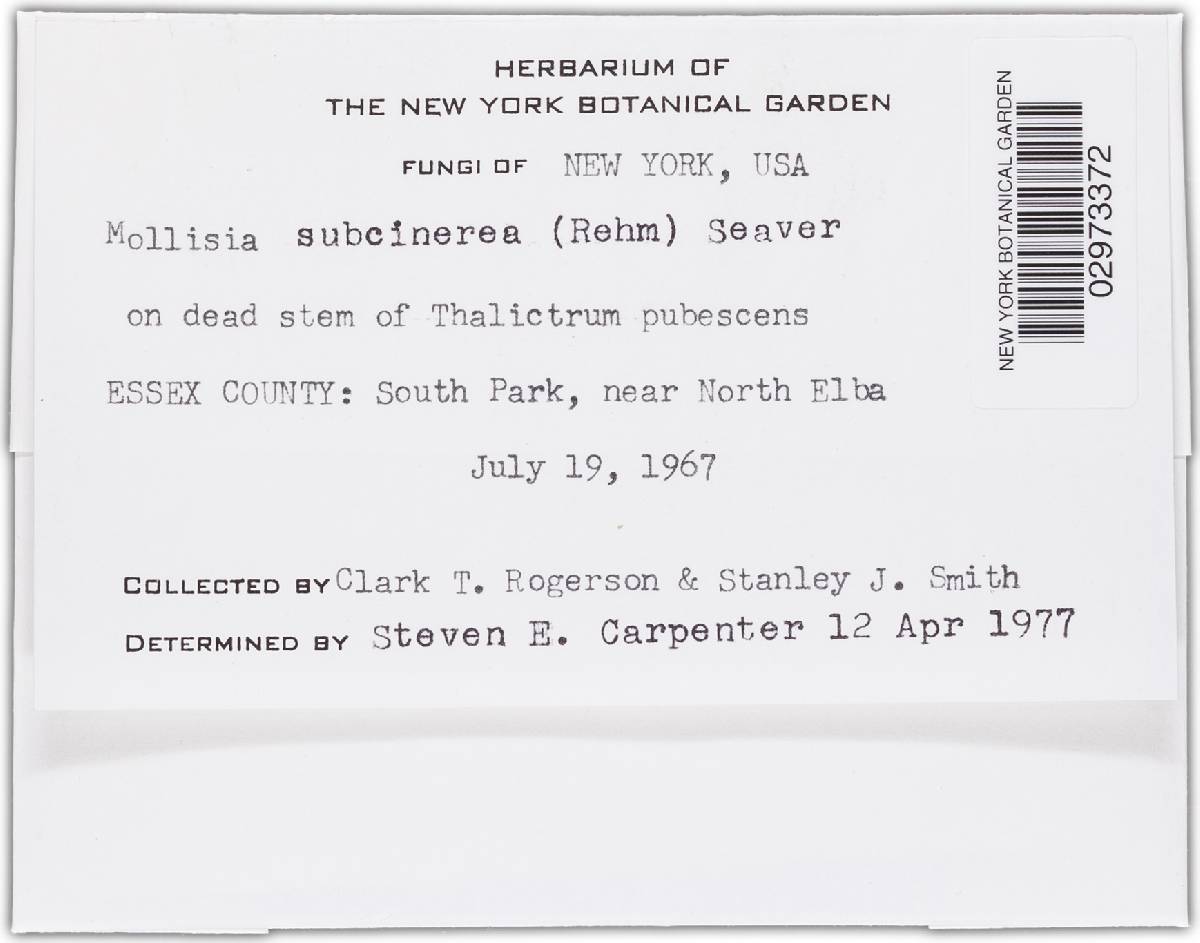 HERBARIUM OF
THE NEW YORK BOTANICAL GARDEN
FUNGI OF NEW YORK, USA
Mollisia subcinerea (Rehm) Seaver
on dead stem of Thalictrum pubescens
ESSEX COUNTY: South Park, near North Elba
July 19, 1967
COLLECTED BY Clark T. Rogerson & Stanley J. Smith
DETERMINED BY Steven E. Carpenter 12 Apr 1977
NEW YORK BOTANICAL GARDEN
02973372